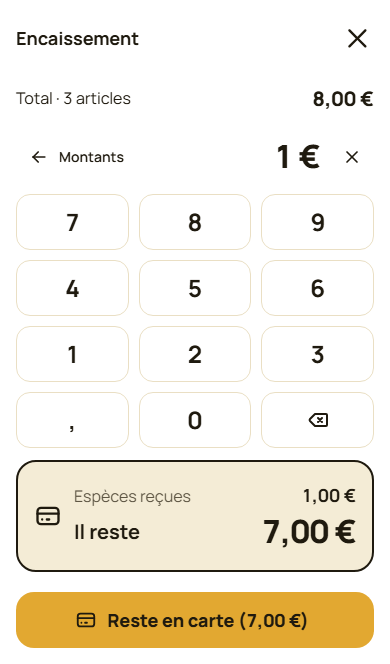 Encaissement
Total · 3 articles 8,00 €
Montants 1 €
7 8 9
4 5 6
1 2 3
, 0
Espèces reçues 1,00 €
Il reste 7,00 €
Reste en carte (7,00 €)